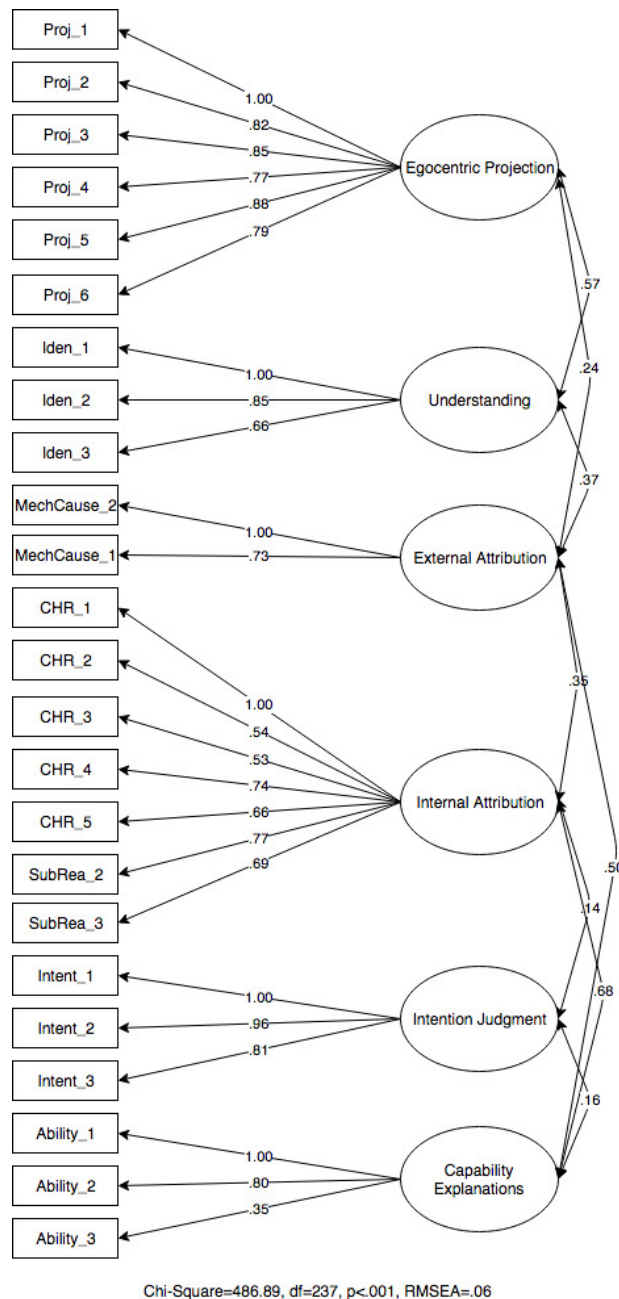 Proj_1
Proj_2
Proj_3
Proj_4
Proj_5
Proj_6
1.00
.82
.85
.77
.88
.79
Egocentric Projection
.57
.24
Iden_1
Iden_2
Iden_3
1.00
.85
.66
Understanding
.37
MechCause_2
MechCause_1
1.00
.73
External Attribution
.35
.50
CHR_1
CHR_2
CHR_3
CHR_4
CHR_5
SubRea_2
SubRea_3
1.00
.54
.53
.74
.66
.77
.69
Internal Attribution
.14
.68
Intent_1
Intent_2
Intent_3
1.00
.96
.81
Intention Judgment
.16
Ability_1
Ability_2
Ability_3
1.00
.80
.35
Capability
Explanations
Chi-Square=486.89, df=237, p<.001, RMSEA=.06